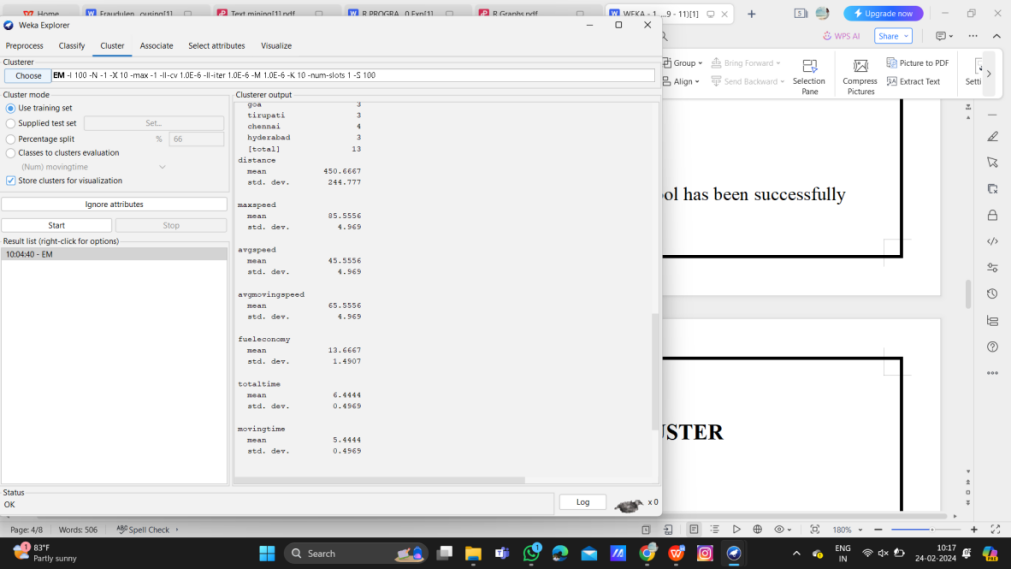 Home
Fraudulen...ousing[1]
Text mining[1].pdf
R PROGRA...0 Exp[1]
R Graphs.pdf
WEKA - 1 ...9 - 11)[1]
Upgrade now
Weka Explorer
Preprocess Classify Cluster Associate Select attributes Visualize
WPS AI
Share
Clusterer
Choose EM -I 100 -N -1 -X 10 -max -1 -ll-cv 1.0E-6 -ll-iter 1.0E-6 -M 1.0E-6 -K 10 -num-slots 1 -S 100
Group
Align
Bring Forward
Send Backward
Selection
Pane
Compress
Pictures
Picture to PDF
Extract Text
Setti
Cluster mode
Use training set
Supplied test set Set...
Percentage split % 66
Classes to clusters evaluation
(Num) movingtime
Store clusters for visualization
Ignore attributes
Start Stop
Result list (right-click for options)
10:04:40 - EM
Clusterer output
goa 3
tirupati 3
chennai 4
hyderabad 3
[total] 13
distance
mean 450.6667
std. dev. 244.777
maxspeed
mean 85.5556
std. dev. 4.969
avgspeed
mean 45.5556
std. dev. 4.969
avgmovingspeed
mean 65.5556
std. dev. 4.969
fueleconomy
mean 13.6667
std. dev. 1.4907
totaltime
mean 6.4444
std. dev. 0.4969
movingtime
mean 5.4444
std. dev. 0.4969
ol has been successfully
USTER
Status
OK
Log
x 0
Page: 4/8 Words: 506 Spell Check
180%
83°F
Partly sunny
Search
ENG
IN
10:17
24-02-2024